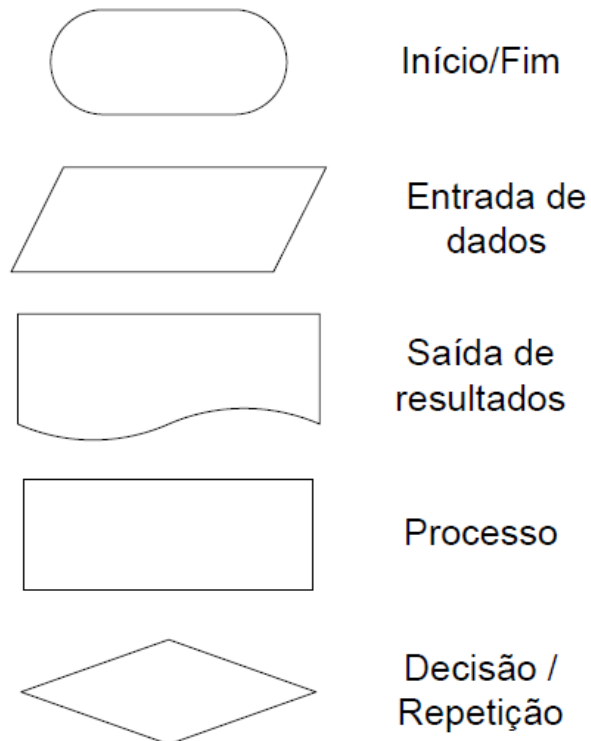 Início/Fim
Entrada de
dados
Saída de
resultados
Processo
Decisão /
Repetição